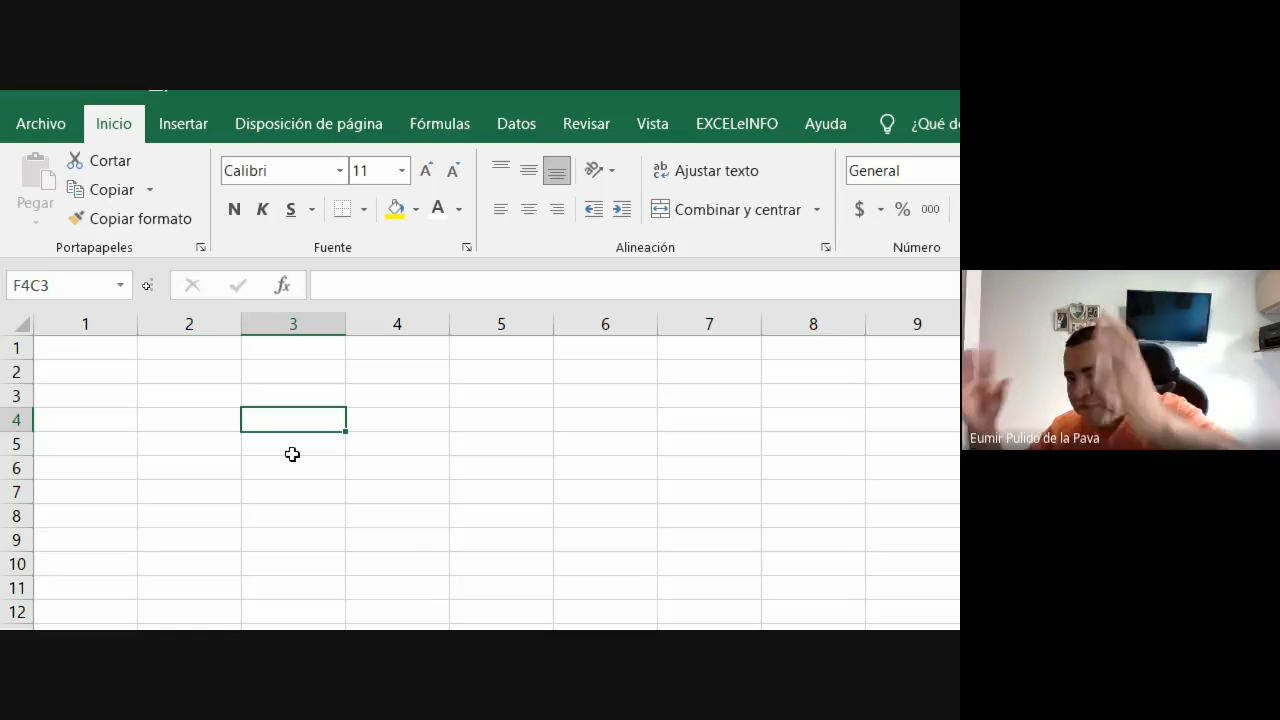 Archivo Inicio Insertar Disposición de página Fórmulas Datos Revisar Vista EXCELeINFO Ayuda ¿Qué de
Pegar Cortar
Copiar
Copiar formato
Portapapeles
Calibri 11
N K S A
Fuente
ab Ajustar texto
Combinar y centrar
Alineación
General
$ % 000
Número
F4C3 fx
1 2 3 4 5 6 7 8 9
1
2
3
4
5
6
7
8
9
10
11
12
Eumir Pulido de la Pava